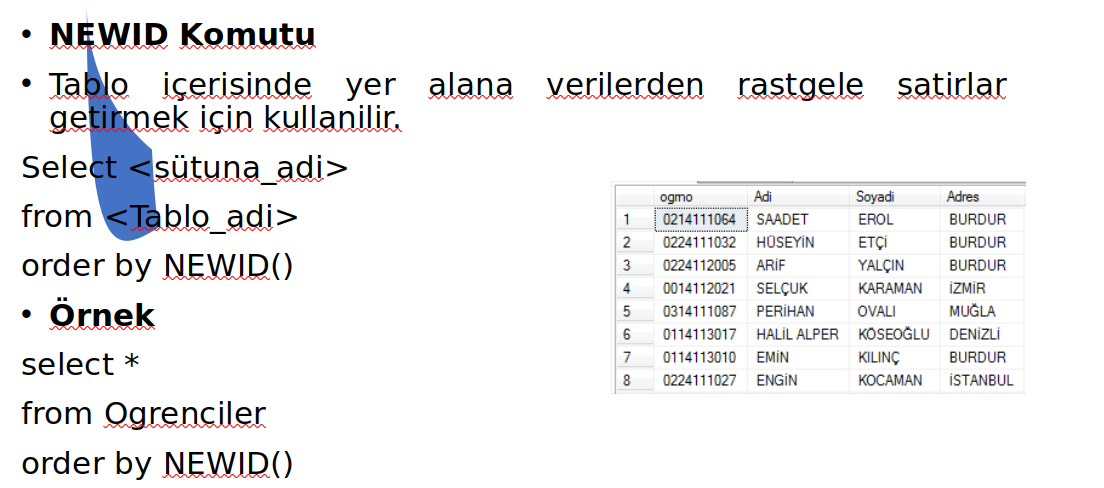 • NEWID Komutu
• Tablo içerisinde yer alana verilerden rastgele satirlar
getirmek için kullanilir.
Select <sütuna_adi>
from <Tablo_adi>
order by NEWID()
• Örnek
select *
from Ogrenciler
order by NEWID()
ogrno Adi Soyadi Adres
1 0214111064 SAADET EROL BURDUR
2 0224111032 HÜSEYİN ETÇİ BURDUR
3 0224112005 ARİF YALÇIN BURDUR
4 0014112021 SELÇUK KARAMAN İZMİR
5 0314111087 PERİHAN OVALI MUĞLA
6 0114113017 HALİL ALPER KÖSEOĞLU DENİZLİ
7 0114113010 EMİN KILINÇ BURDUR
8 0224111027 ENGİN KOCAMAN İSTANBUL